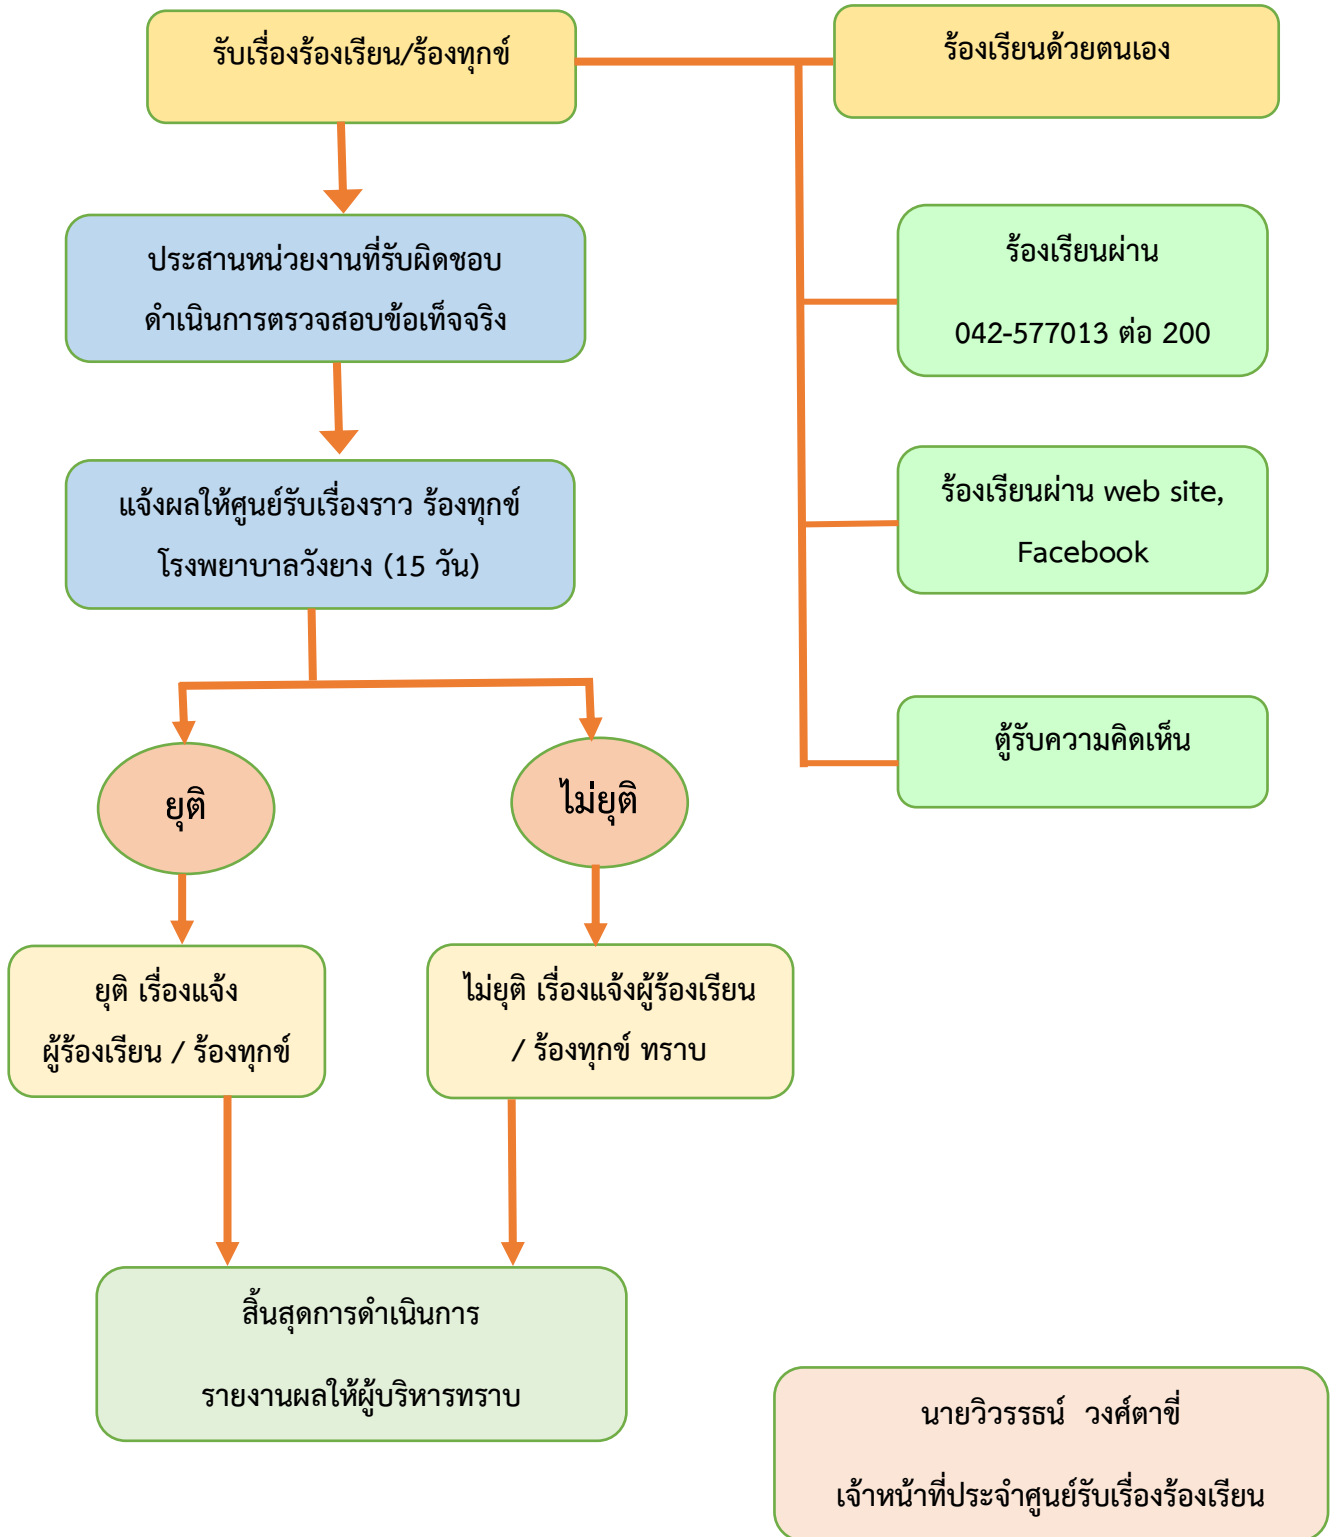 รับเรื่องร้องเรียน/ร้องทุกข์
ร้องเรียนด้วยตนเอง
ประสานหน่วยงานที่รับผิดชอบ
ดำเนินการตรวจสอบข้อเท็จจริง
ร้องเรียนผ่าน
042-577013 ต่อ 200
แจ้งผลให้ศูนย์รับเรื่องราว ร้องทุกข์
โรงพยาบาลวังยาง (15 วัน)
ร้องเรียนผ่าน web site,
Facebook
ตู้รับความคิดเห็น
ยุติ
ไม่ยุติ
ยุติ เรื่องแจ้ง
ผู้ร้องเรียน / ร้องทุกข์
ไม่ยุติ เรื่องแจ้งผู้ร้องเรียน
/ ร้องทุกข์ ทราบ
สิ้นสุดการดำเนินการ
รายงานผลให้ผู้บริหารทราบ
นายวิวรรธน์ วงศ์ตาขี่
เจ้าหน้าที่ประจำศูนย์รับเรื่องร้องเรียน